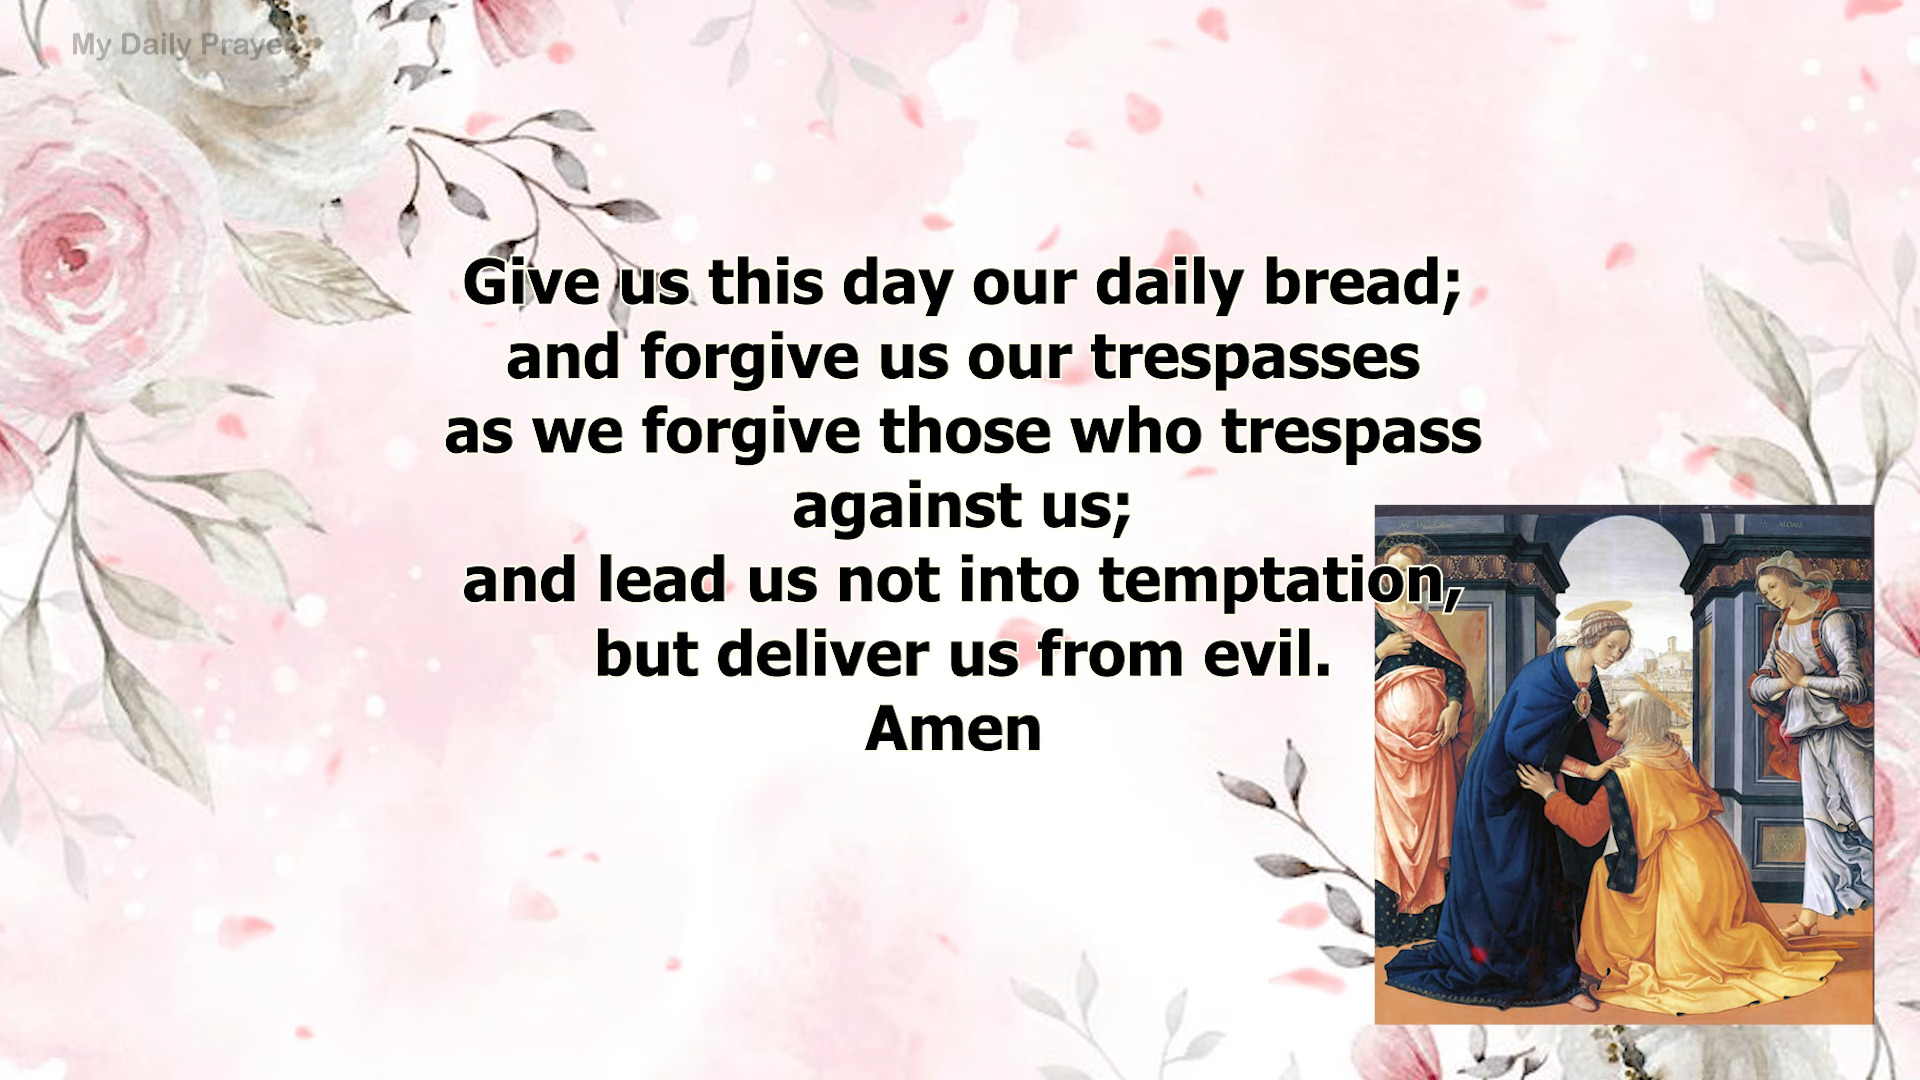 My Daily Prayer
Give us this day our daily bread;
and forgive us our trespasses
as we forgive those who trespass
against us;
and lead us not into temptation,
but deliver us from evil.
Amen